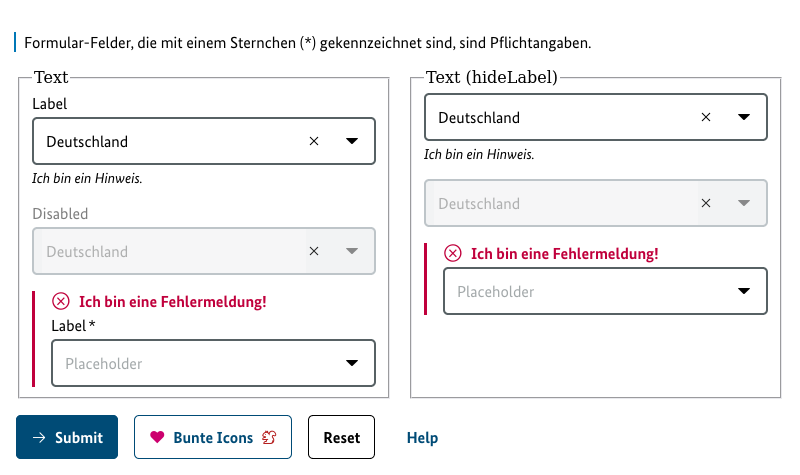 Formular-Felder, die mit einem Sternchen (*) gekennzeichnet sind, sind Pflichtangaben.
Text
Label
Deutschland
Ich bin ein Hinweis.
Disabled
Deutschland
Ich bin eine Fehlermeldung!
Label *
Placeholder
Text (hideLabel)
Deutschland
Ich bin ein Hinweis.
Deutschland
Ich bin eine Fehlermeldung!
Placeholder
Submit
Bunte Icons
Reset
Help